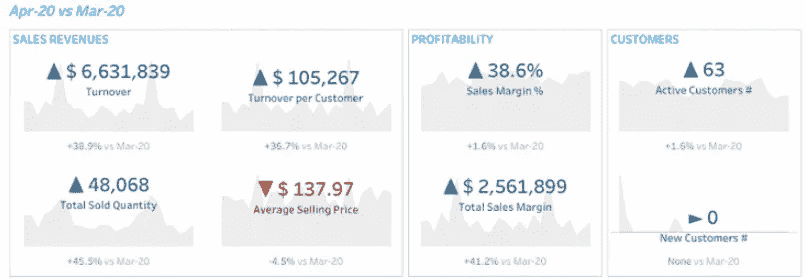 Apr-20 vs Mar-20
SALES REVENUES
▲ $ 6,631,839
Turnover
+38.9% vs Mar-20
▲ $ 105,267
Turnover per Customer
+36.7% vs Mar-20
▲ 48,068
Total Sold Quantity
+45.5% vs Mar-20
▼ $ 137.97
Average Selling Price
-4.5% vs Mar-20
PROFITABILITY
▲ 38.6%
Sales Margin %
+1.6% vs Mar-20
▲ $ 2,561,899
Total Sales Margin
+41.2% vs Mar-20
CUSTOMERS
▲ 63
Active Customers #
+1.6% vs Mar-20
► 0
New Customers #
None vs Mar-20